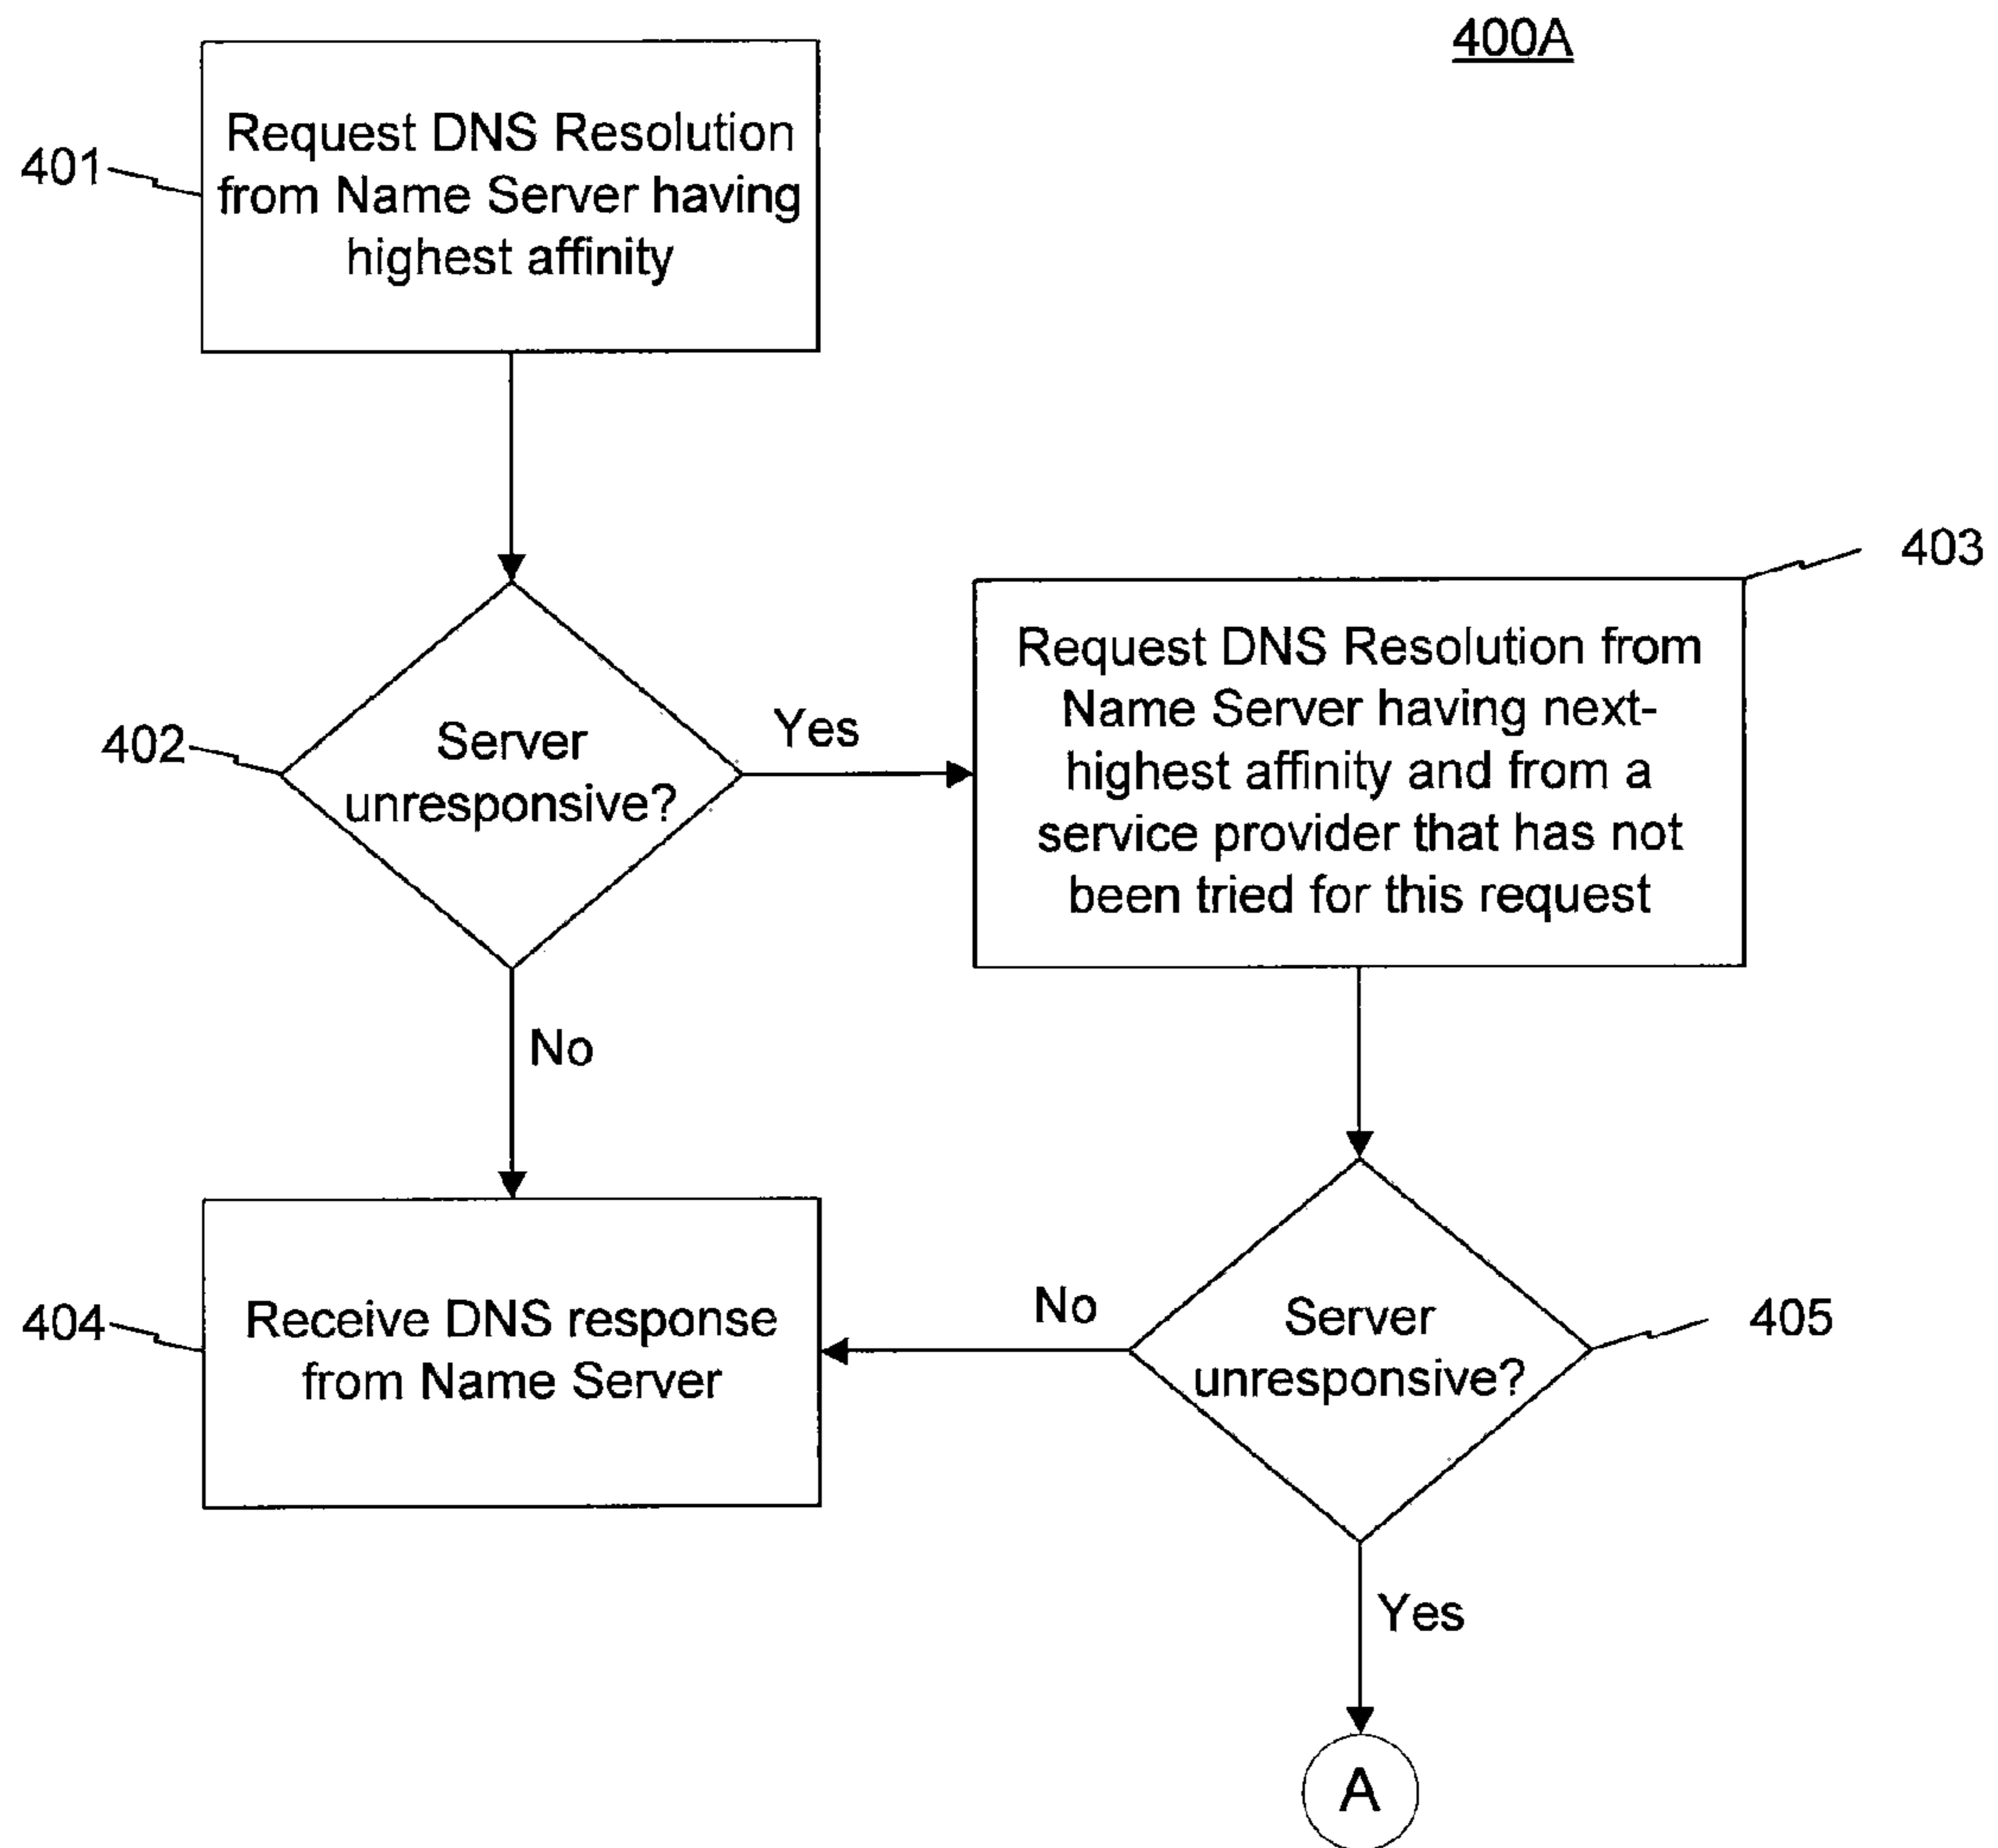 400A
Request DNS Resolution
from Name Server having
highest affinity
401
403
Request DNS Resolution from
Name Server having next-
highest affinity and from a
service provider that has not
been tried for this request
402
Server
unresponsive?
Yes
No
404
Receive DNS response
from Name Server
No
Server
unresponsive?
405
Yes
A